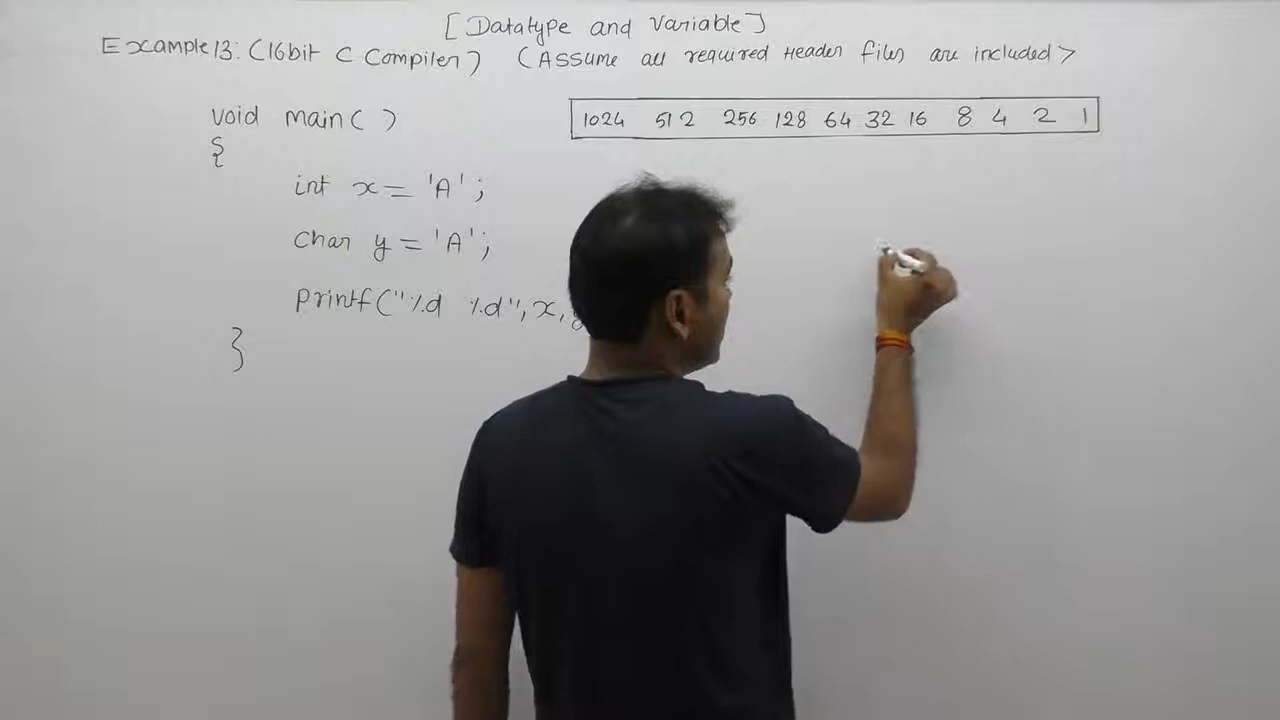 [Datatype and Variable]
Example 13: (16bit C Compiler) (Assume all required Header files are included)
void main( )
1024 512 256 128 64 32 16 8 4 2 1
{
int x = 'A';
char y = 'A';
printf("%d %d", x,
}